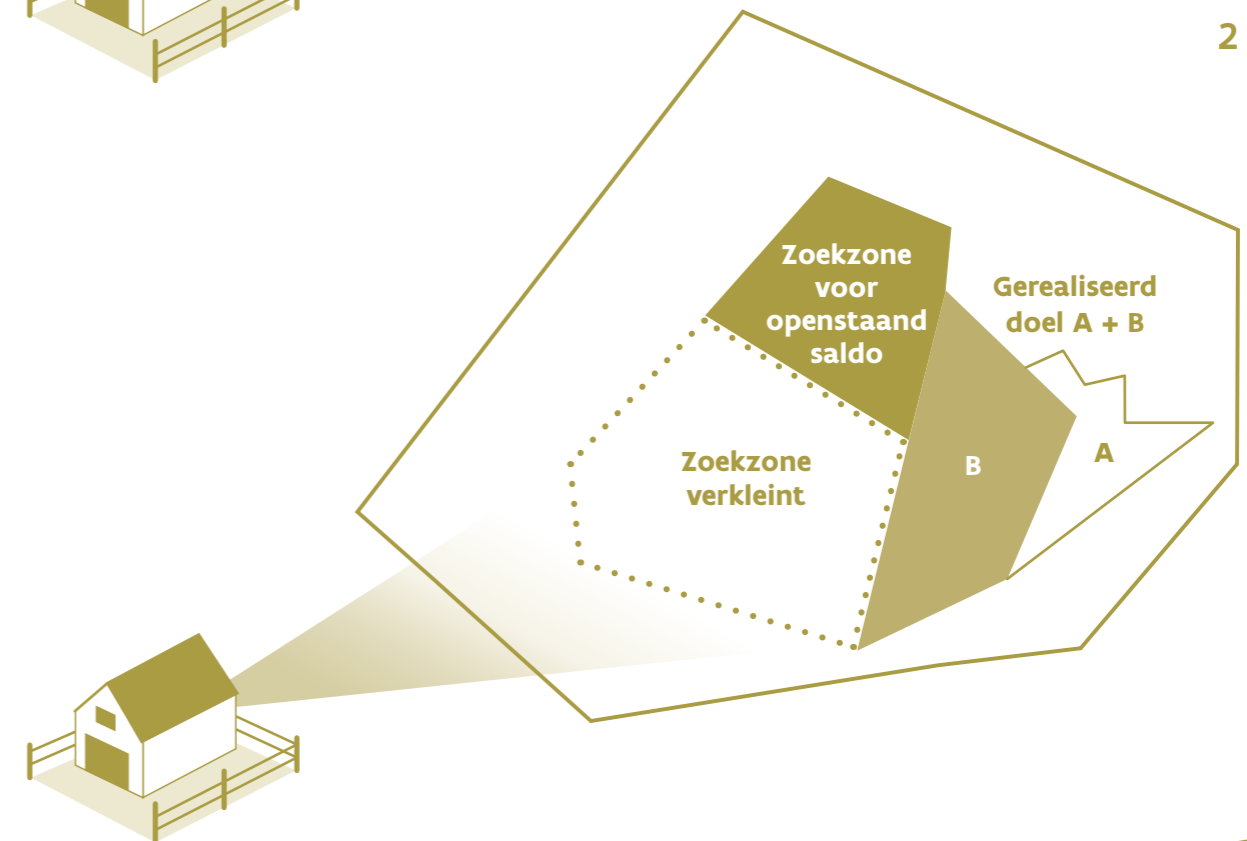 2
Zoekzone
voor
openstaand
saldo
Gerealiseerd
doel A + B
Zoekzone
verkleint
B
A